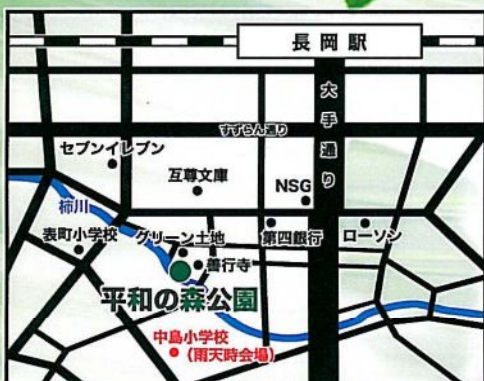 長岡駅
大手通り
すずらん通り
セブンイレブン
互尊文庫
NSG
柿川
表町小学校
グリーン土地
第四銀行
ローソン
善行寺
平和の森公園
中島小学校
(雨天時会場)